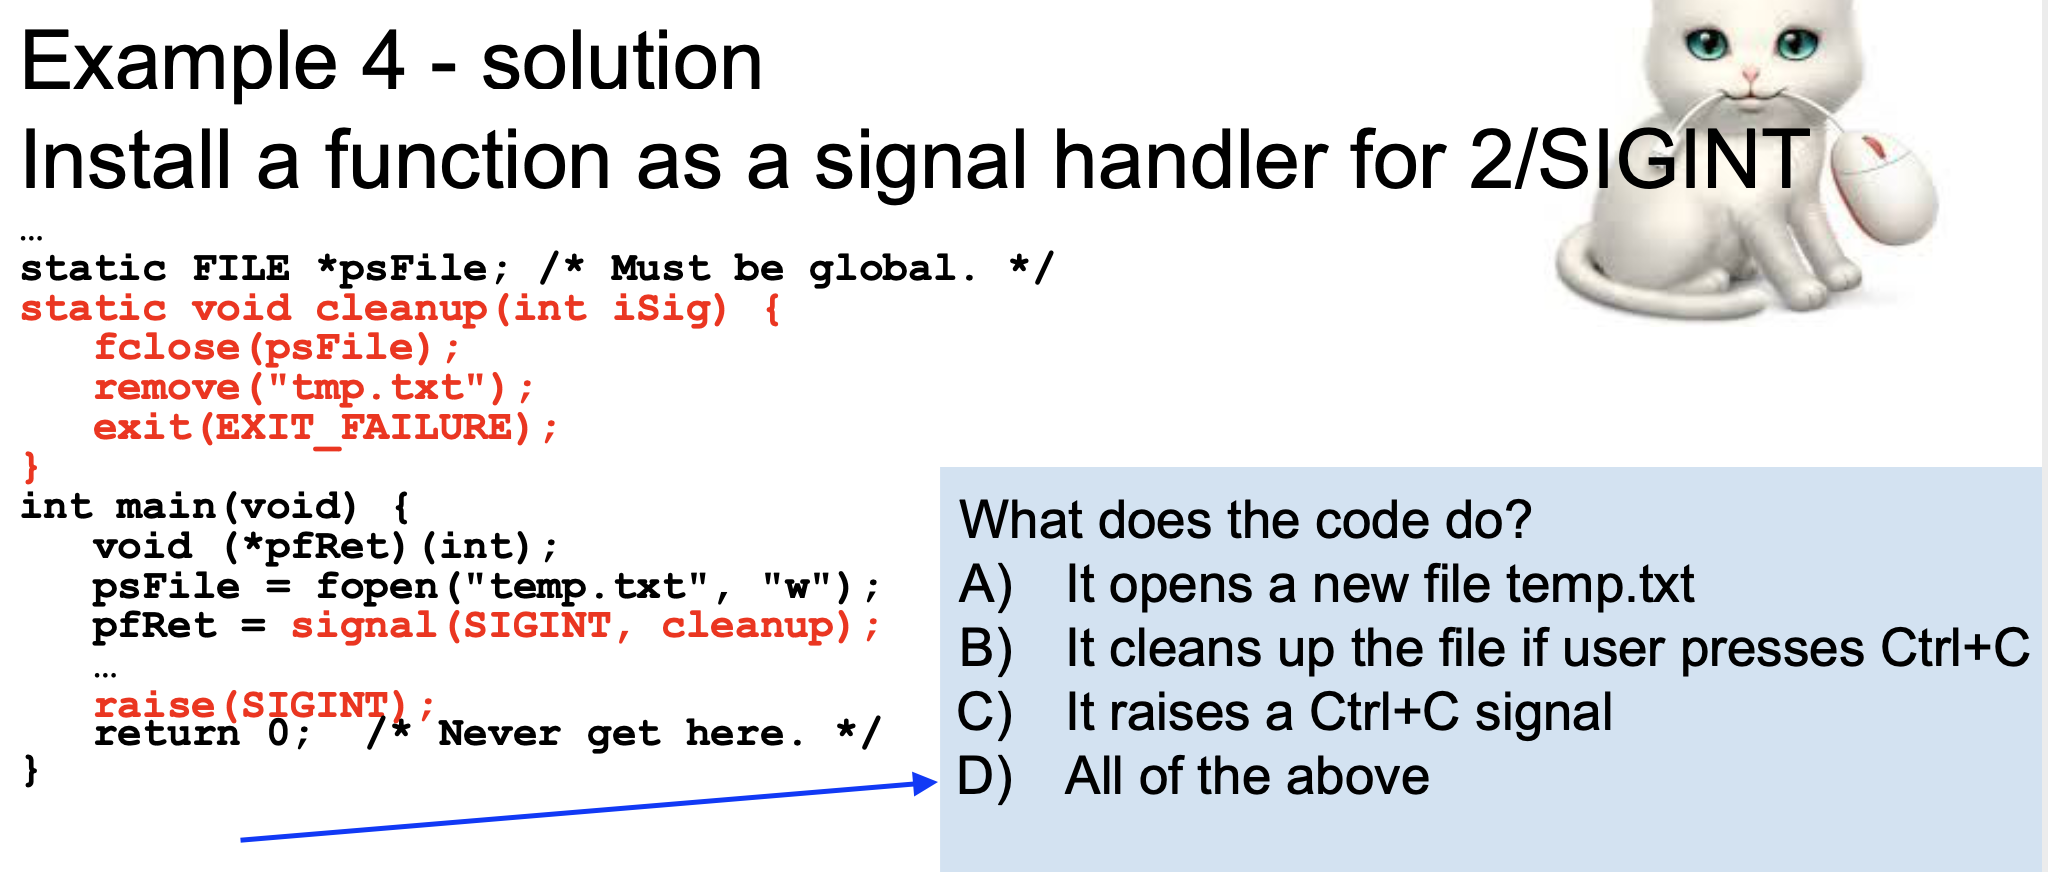 Example 4 - solution
Install a function as a signal handler for 2/SIGINT
…
static FILE *psFile; /* Must be global. */
static void cleanup(int iSig) {
   fclose(psFile);
   remove("tmp.txt");
   exit(EXIT_FAILURE);
}
int main(void) {
   void (*pfRet)(int);
   psFile = fopen("temp.txt", "w");
   pfRet = signal(SIGINT, cleanup);
   …
   raise(SIGINT);
   return 0;  /* Never get here. */
}
What does the code do?
A) It opens a new file temp.txt
B) It cleans up the file if user presses Ctrl+C
C) It raises a Ctrl+C signal
D) All of the above